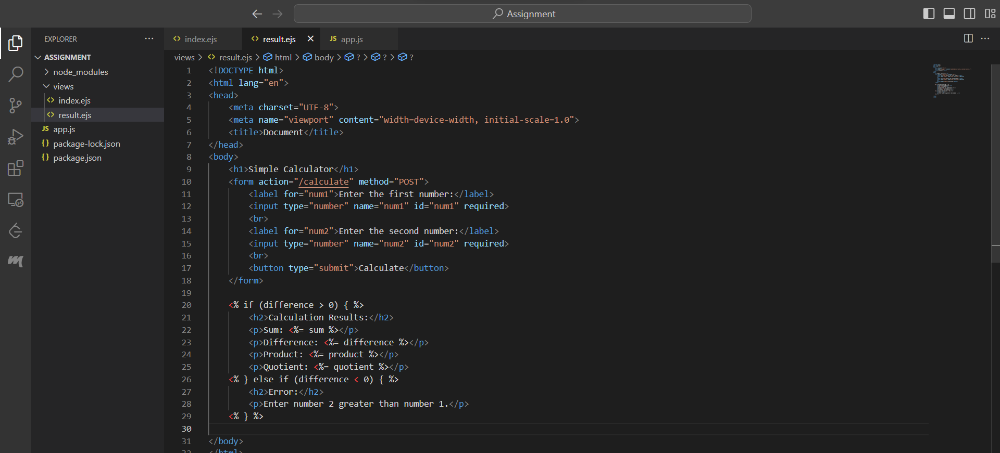 Assignment
EXPLORER
ASSIGNMENT
node_modules
views
index.ejs
result.ejs
JS app.js
{} package-lock.json
{} package.json
<> index.ejs
<> result.ejs ×
JS app.js
views > <> result.ejs > html > body > ? > ? > ?
1 <!DOCTYPE html>
2 <html lang="en">
3 <head>
4 <meta charset="UTF-8">
5 <meta name="viewport" content="width=device-width, initial-scale=1.0">
6 <title>Document</title>
7 </head>
8 <body>
9 <h1>Simple Calculator</h1>
10 <form action="/calculate" method="POST">
11 <label for="num1">Enter the first number:</label>
12 <input type="number" name="num1" id="num1" required>
13 <br>
14 <label for="num2">Enter the second number:</label>
15 <input type="number" name="num2" id="num2" required>
16 <br>
17 <button type="submit">Calculate</button>
18 </form>
19
20 <% if (difference > 0) { %>
21 <h2>Calculation Results:</h2>
22 <p>Sum: <%= sum %></p>
23 <p>Difference: <%= difference %></p>
24 <p>Product: <%= product %></p>
25 <p>Quotient: <%= quotient %></p>
26 <% } else if (difference < 0) { %>
27 <h2>Error:</h2>
28 <p>Enter number 2 greater than number 1.</p>
29 <% } %>
30
31 </body>
32 </html>